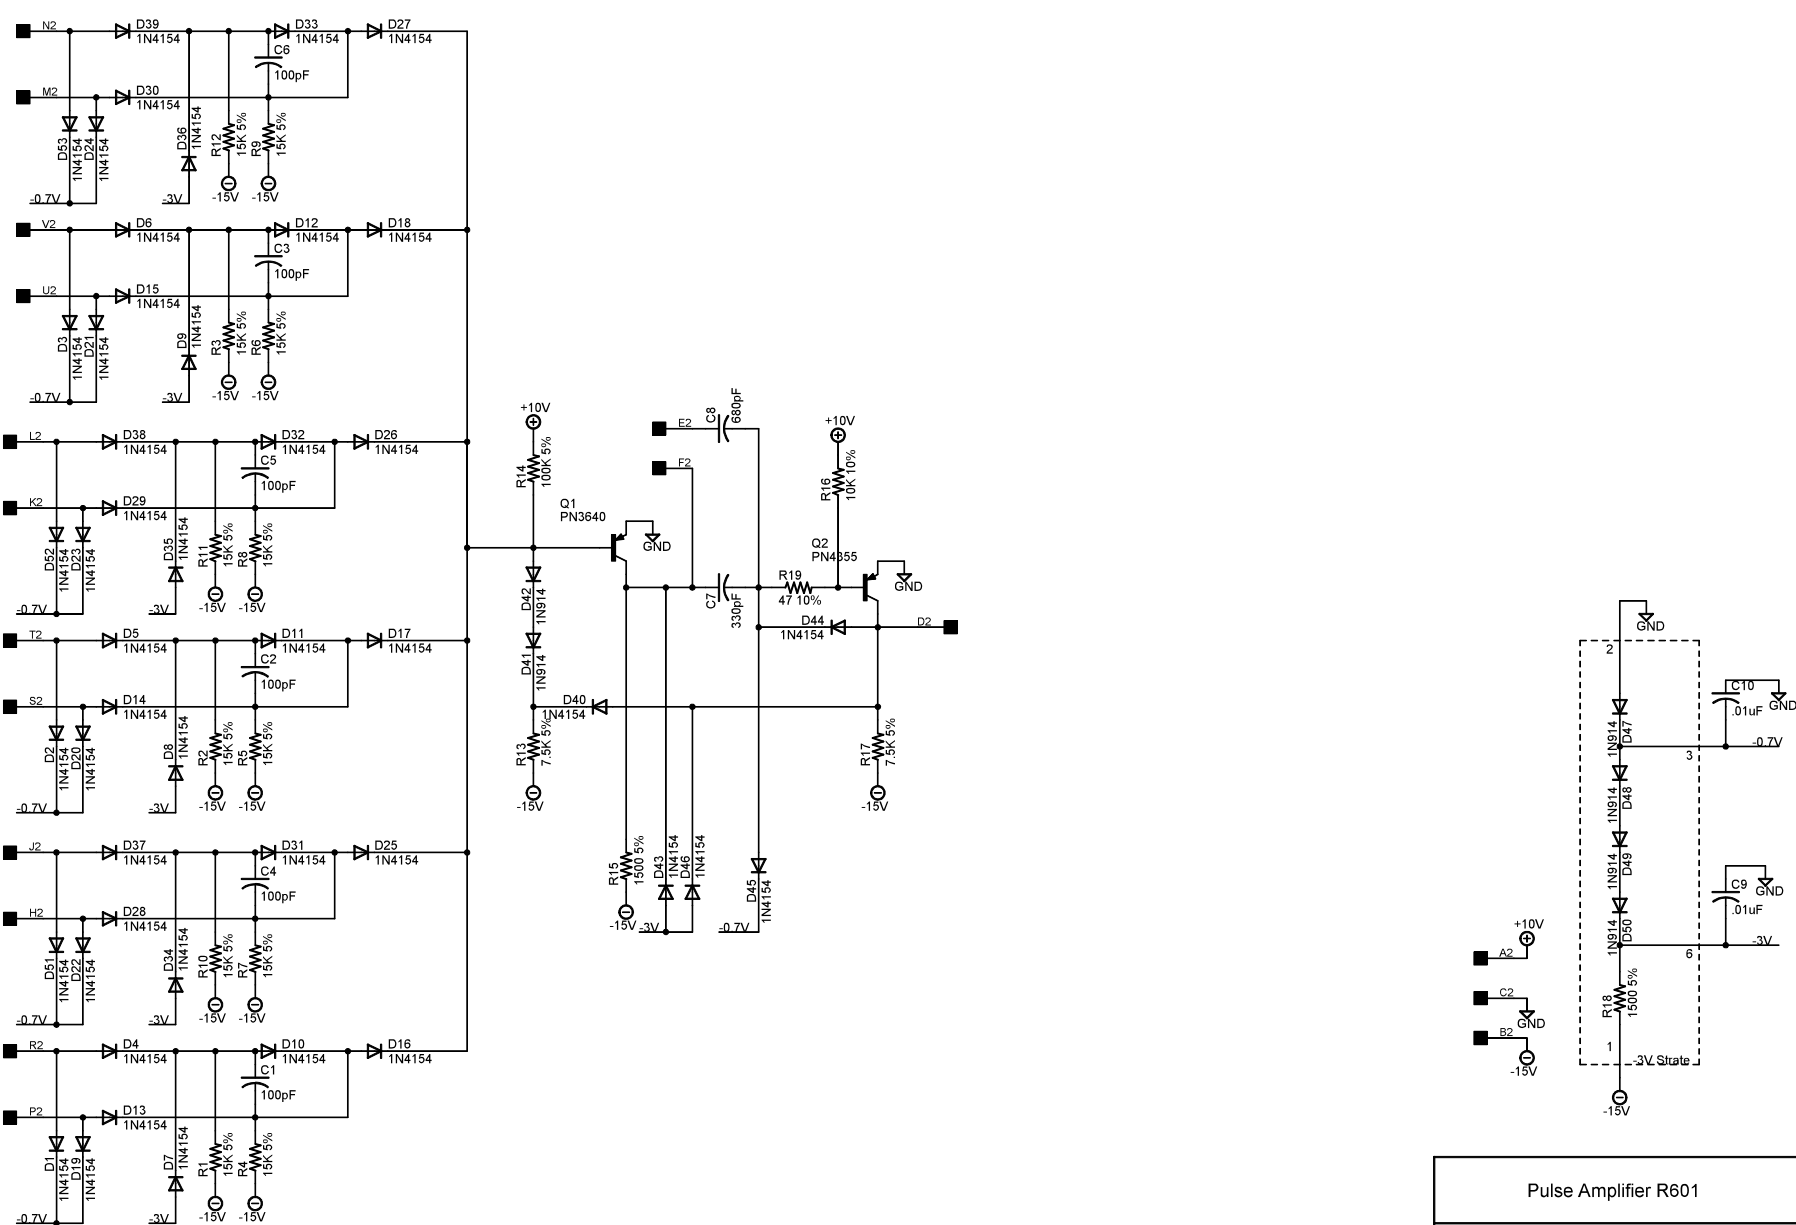 N2
D39
1N4154
D33
1N4154
D27
1N4154
C6
100pF
M2
D30
1N4154
D53
1N4154
D24
1N4154
D36
1N4154
R12
15K 5%
R9
15K 5%
-0.7V
-3V
-15V
-15V
V2
D6
1N4154
D12
1N4154
D18
1N4154
C3
100pF
U2
D15
1N4154
D3
1N4154
D21
1N4154
D9
1N4154
R3
15K 5%
R6
15K 5%
-0.7V
-3V
-15V
-15V
L2
D38
1N4154
D32
1N4154
D26
1N4154
C5
100pF
K2
D29
1N4154
D52
1N4154
D23
1N4154
D35
1N4154
R11
15K 5%
R8
15K 5%
-0.7V
-3V
-15V
-15V
T2
D5
1N4154
D11
1N4154
D17
1N4154
C2
100pF
S2
D14
1N4154
D2
1N4154
D20
1N4154
D8
1N4154
R2
15K 5%
R5
15K 5%
-0.7V
-3V
-15V
-15V
J2
D37
1N4154
D31
1N4154
D25
1N4154
C4
100pF
H2
D28
1N4154
D51
1N4154
D22
1N4154
D34
1N4154
R10
15K 5%
R7
15K 5%
-0.7V
-3V
-15V
-15V
R2
D4
1N4154
D10
1N4154
D16
1N4154
C1
100pF
P2
D13
1N4154
D1
1N4154
D19
1N4154
D7
1N4154
R1
15K 5%
R4
15K 5%
-0.7V
-3V
-15V
-15V
+10V
R14
100K 5%
Q1
PN3640
GND
E2
C8
680pF
F2
+10V
R16
10K 10%
Q2
PN4355
GND
D42
1N914
D41
1N914
C7
330pF
R19
47 10%
D44
1N4154
D2
D40
1N4154
R13
7.5K 5%
-15V
R17
7.5K 5%
-15V
R15
1500 5%
-15V
D43
1N4154
D46
1N4154
-3V
D45
1N4154
-0.7V
GND
2
D47
1N914
C10
.01uF
GND
3
-0.7V
D48
1N914
D49
1N914
D50
1N914
C9
.01uF
GND
6
-3V
R18
1500 5%
1
-3V Strate
-15V
A2
+10V
C2
GND
B2
-15V
Pulse Amplifier R601